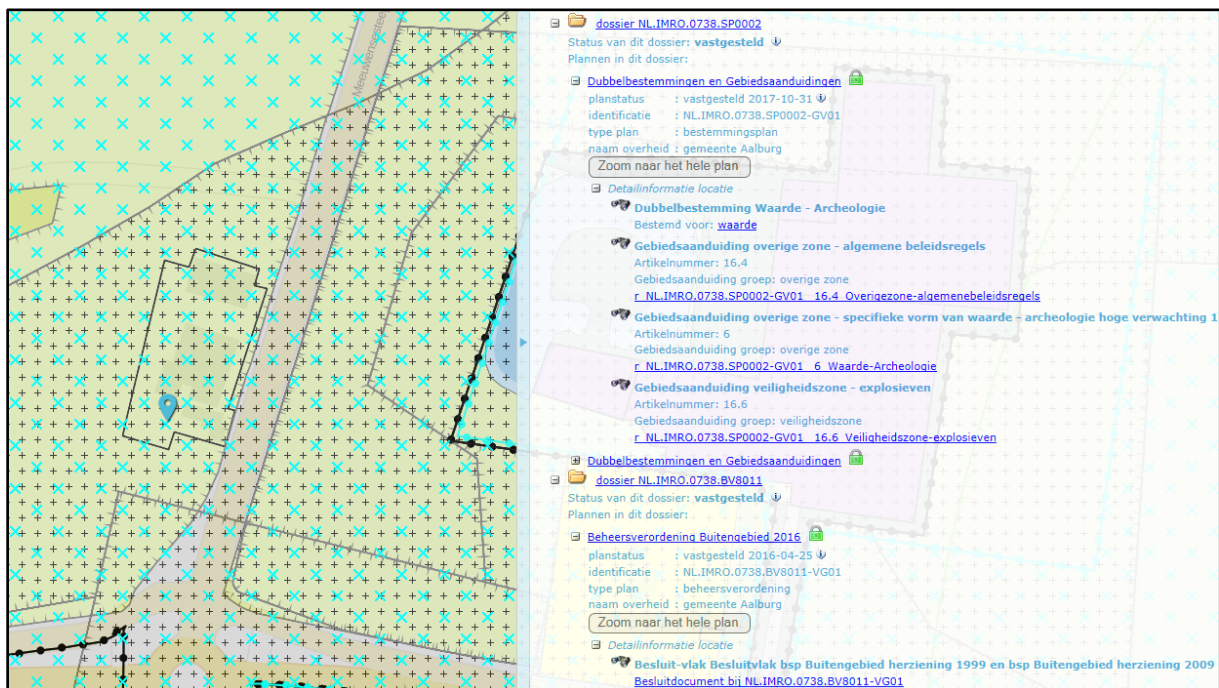 Meeuwensestee
dossier NL.IMRO.0738.SP0002
Status van dit dossier: vastgesteld
Plannen in dit dossier:
Dubbelbestemmingen en Gebiedsaanduidingen
planstatus : vastgesteld 2017-10-31
identificatie : NL.IMRO.0738.SP0002-GV01
type plan : bestemmingsplan
naam overheid : gemeente Aalburg
Zoom naar het hele plan
Detailinformatie locatie
Dubbelbestemming Waarde - Archeologie
Bestemd voor: waarde
Gebiedsaanduiding overige zone - algemene beleidsregels
Artikelnummer: 16.4
Gebiedsaanduiding groep: overige zone
r_NL.IMRO.0738.SP0002-GV01_16.4_Overigezone-algemenebeleidsregels
Gebiedsaanduiding overige zone - specifieke vorm van waarde - archeologie hoge verwachting 1
Artikelnummer: 6
Gebiedsaanduiding groep: overige zone
r_NL.IMRO.0738.SP0002-GV01_6_Waarde-Archeologie
Gebiedsaanduiding veiligheidszone - explosieven
Artikelnummer: 16.6
Gebiedsaanduiding groep: veiligheidszone
r_NL.IMRO.0738.SP0002-GV01_16.6_Veiligheidszone-explosieven
Dubbelbestemmingen en Gebiedsaanduidingen
dossier NL.IMRO.0738.BV8011
Status van dit dossier: vastgesteld
Plannen in dit dossier:
Beheersverordening Buitengebied 2016
planstatus : vastgesteld 2016-04-25
identificatie : NL.IMRO.0738.BV8011-VG01
type plan : beheersverordening
naam overheid : gemeente Aalburg
Zoom naar het hele plan
Detailinformatie locatie
Besluit-vlak Besluitvlak bsp Buitengebied herziening 1999 en bsp Buitengebied herziening 2009
Besluitdocument bij NL.IMRO.0738.BV8011-VG01